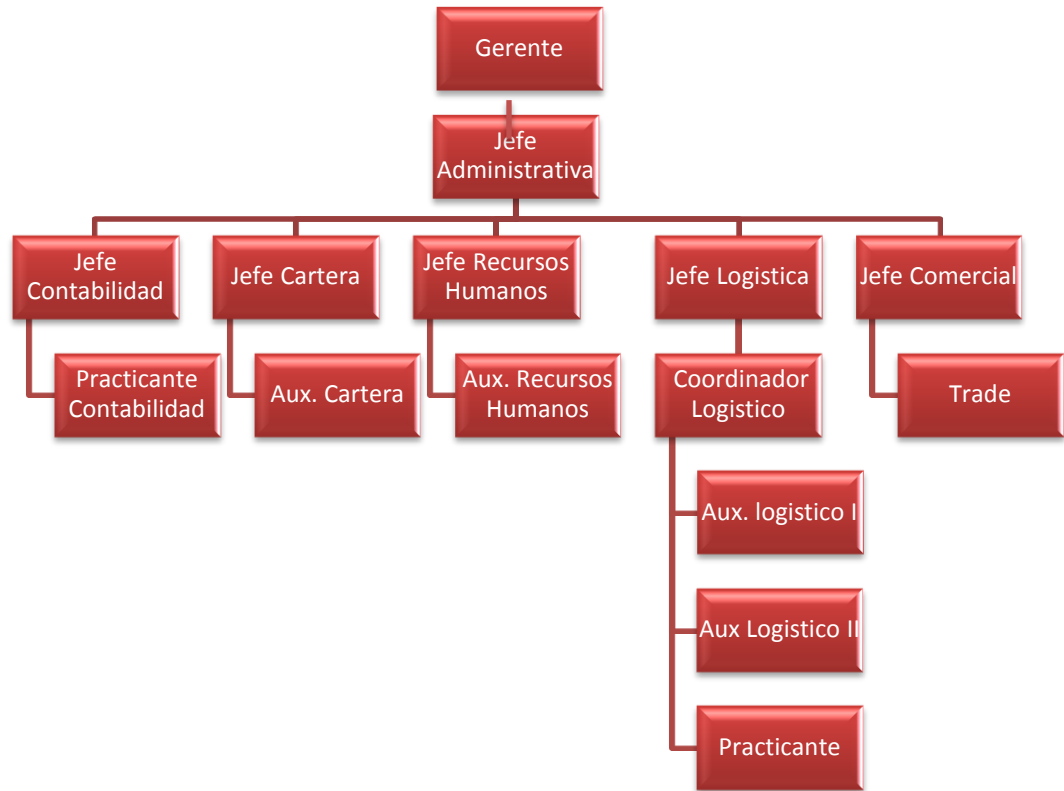 Gerente
Jefe
Administrativa
Jefe
Contabilidad
Jefe Cartera
Jefe Recursos
Humanos
Jefe Logistica
Jefe Comercial
Practicante
Contabilidad
Aux. Cartera
Aux. Recursos
Humanos
Coordinador
Logistico
Trade
Aux. logistico I
Aux Logistico II
Practicante